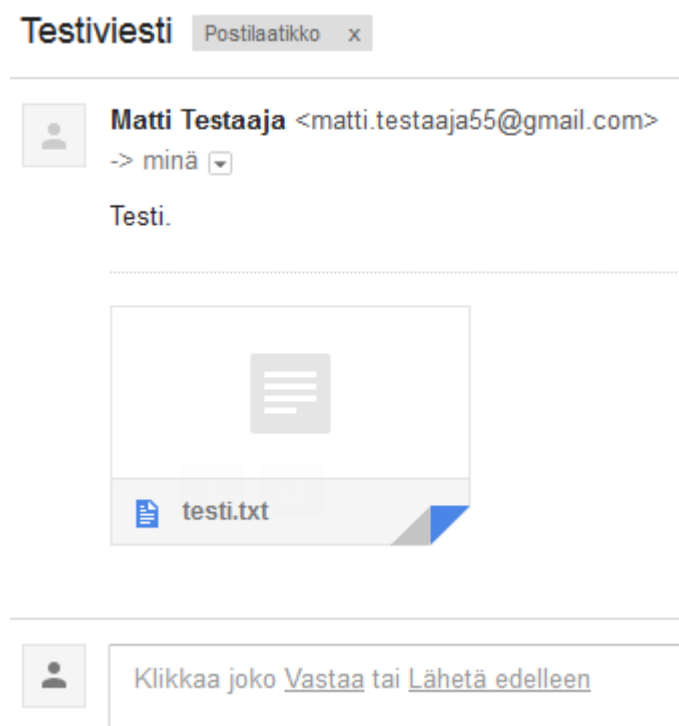 Testiviesti Postilaatikko x
Matti Testaaja <matti.testaaja55@gmail.com>
-> minä
Testi.
testi.txt
Klikkaa joko Vastaa tai Lähetä edelleen